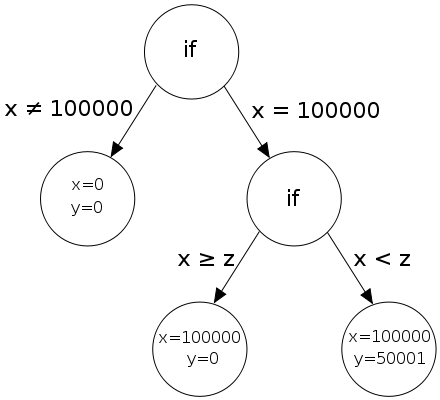 if
x ≠ 100000
x = 100000
x=0
y=0
if
x ≥ z
x < z
x=100000
y=0
x=100000
y=50001